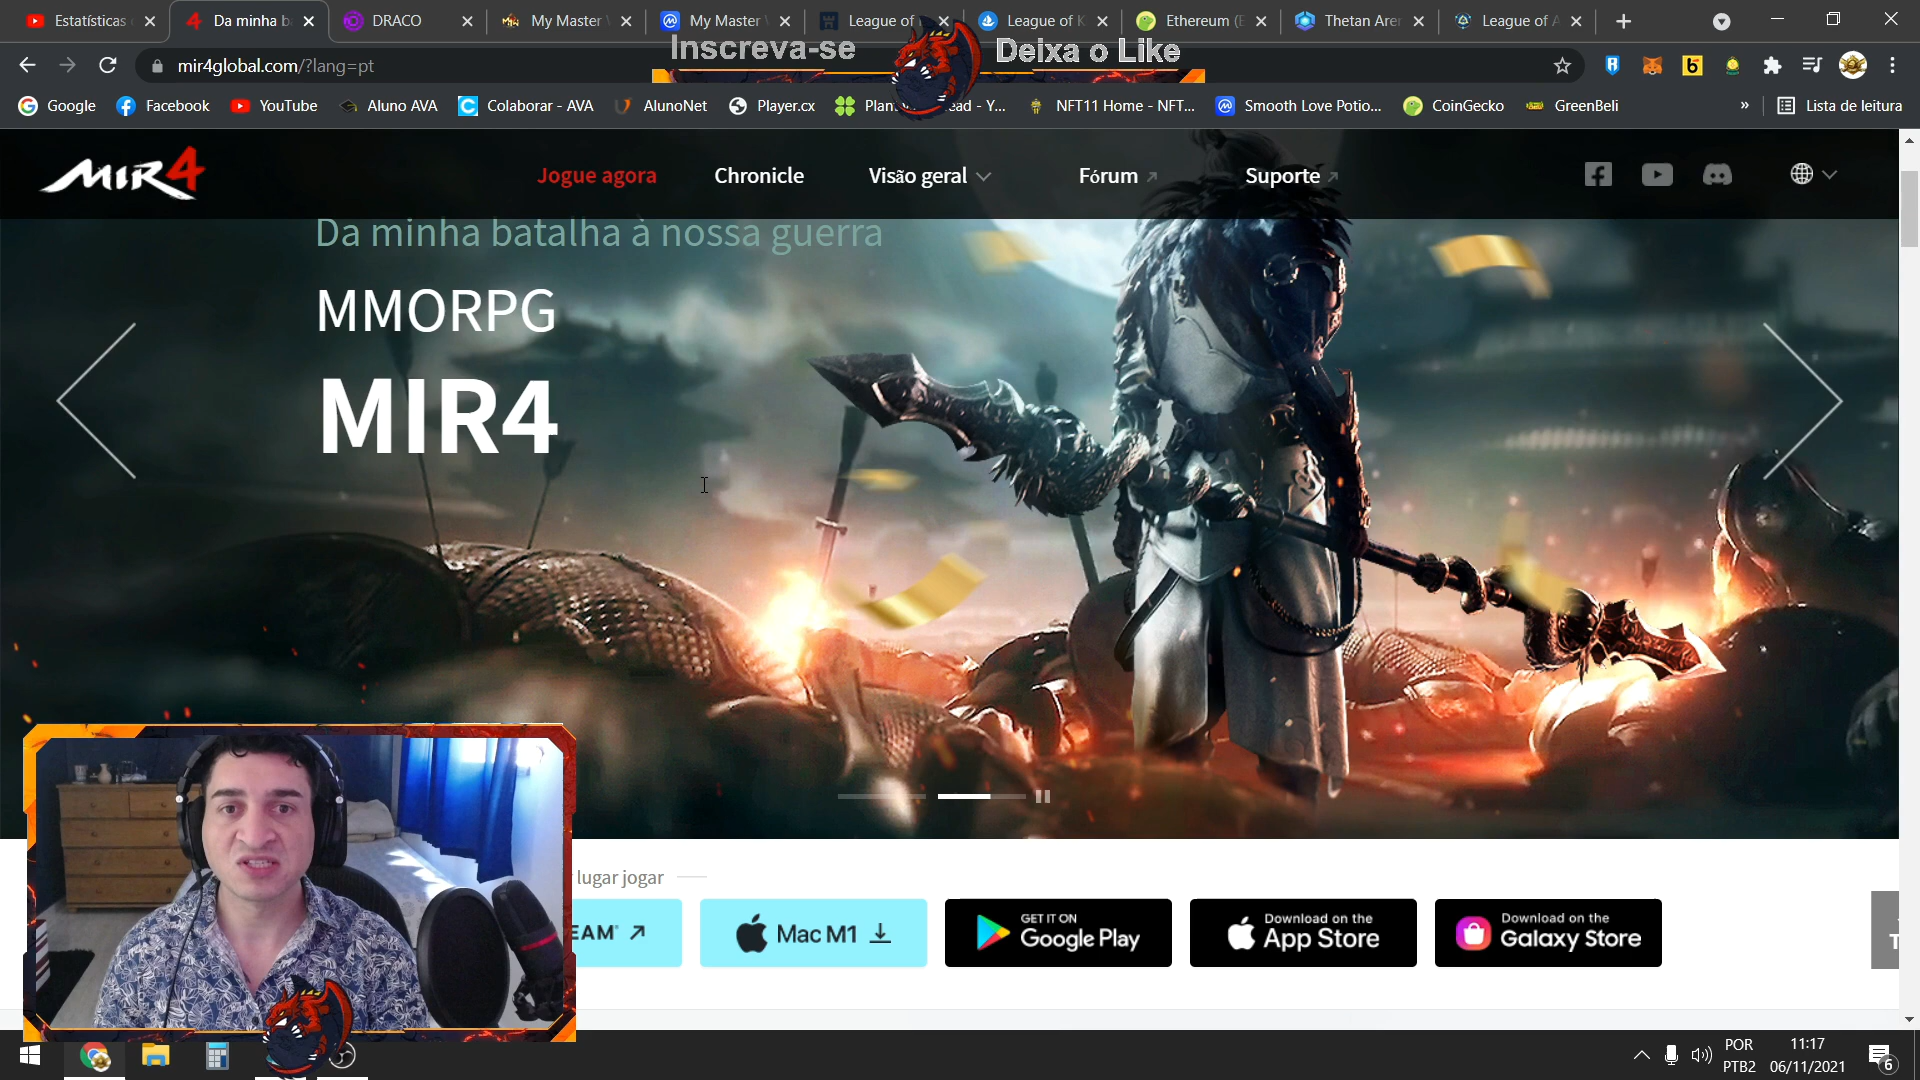 Estatísticas
Da minha b
DRACO
My Master
My Master
League of
League of K
Ethereum (E
Thetan Aren
League of A
Inscreva-se
Deixa o Like
mir4global.com/?lang=pt
Google
Facebook
YouTube
Aluno AVA
Colaborar - AVA
AlunoNet
Player.cx
NFT11 Home - NFT...
Smooth Love Potio...
CoinGecko
GreenBeli
»
Lista de leitura
MIR4
Jogue agora
Chronicle
Visão geral
Fórum
Suporte
Da minha batalha à nossa guerra
MMORPG
MIR4
lugar jogar
EAM
Mac M1
GET IT ON
Google Play
Download on the
App Store
Download on the
Galaxy Store
T
POR
PTB2
11:17
06/11/2021
6